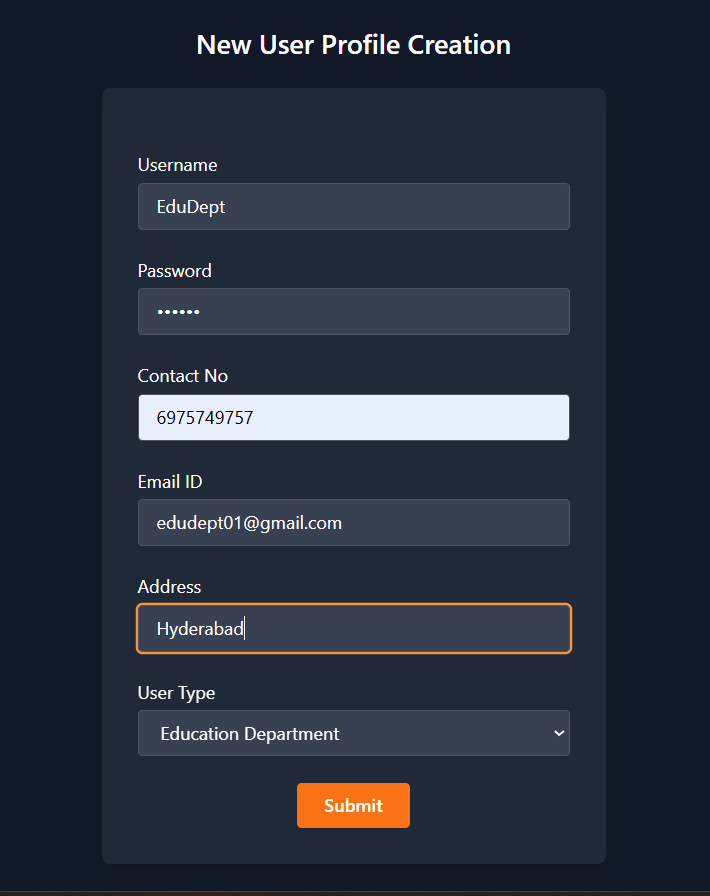 New User Profile Creation
Username
EduDept
Password
••••••
Contact No
6975749757
Email ID
edudept01@gmail.com
Address
Hyderabad
User Type
Education Department
Submit